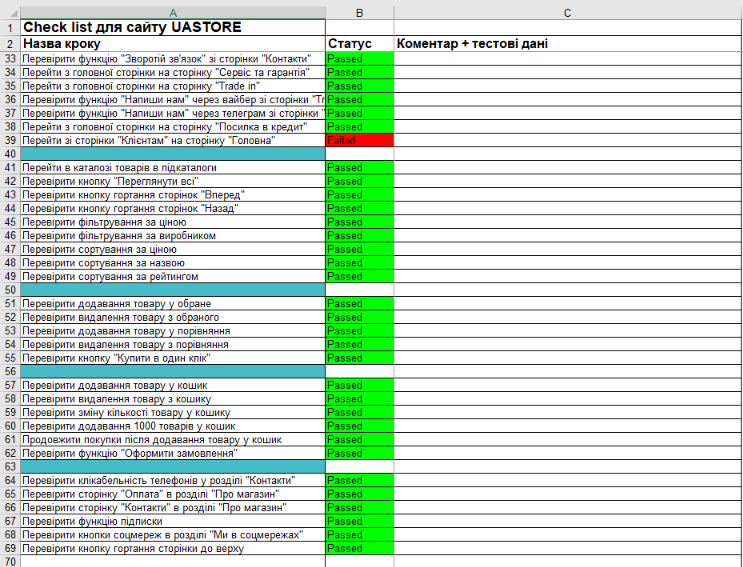 A B C
1 Check list для сайту UASTORE
2 Назва кроку Статус Коментар + тестові дані
33 Перевірити функцію "Зворотій зв'язок" зі сторінки "Контакти" Passed
34 Перейти з головної сторінки на сторінку "Сервіс та гарантія" Passed
35 Перейти з головної сторінки на сторінку "Trade in" Passed
36 Перевірити функцію "Напиши нам" через вайбер зі сторінки "Tr Passed
37 Перевірити функцію "Напиши нам" через телеграм зі сторінки " Passed
38 Перейти з головної сторінки на сторінку "Посилка в кредит" Passed
39 Перейти зі сторінки "Клієнтам" на сторінку "Головна" Failed
40
41 Перейти в каталозі товарів в підкаталоги Passed
42 Перевірити кнопку "Переглянути всі" Passed
43 Перевірити кнопку гортання сторінок "Вперед" Passed
44 Перевірити кнопку гортання сторінок "Назад" Passed
45 Перевірити фільтрування за ціною Passed
46 Перевірити фільтрування за виробником Passed
47 Перевірити сортування за ціною Passed
48 Перевірити сортування за назвою Passed
49 Перевірити сортування за рейтингом Passed
50
51 Перевірити додавання товару у обране Passed
52 Перевірити видалення товару з обраного Passed
53 Перевірити додавання товару у порівняння Passed
54 Перевірити видалення товару з порівняння Passed
55 Перевірити кнопку "Купити в один клік" Passed
56
57 Перевірити додавання товару у кошик Passed
58 Перевірити видалення товару з кошику Passed
59 Перевірити зміну кількості товару у кошику Passed
60 Перевірити додавання 1000 товарів у кошик Passed
61 Продовжити покупки після додавання товару у кошик Passed
62 Перевірити функцію "Оформити замовлення" Passed
63
64 Перевірити клікабельність телефонів у розділі "Контакти" Passed
65 Перевірити сторінку "Оплата" в розділі "Про магазин" Passed
66 Перевірити сторінку "Контакти" в розділі "Про магазин" Passed
67 Перевірити функцію підписки Passed
68 Перевірити кнопки соцмереж в розділі "Ми в соцмережах" Passed
69 Перевірити кнопку гортання сторінки до верху Passed
70